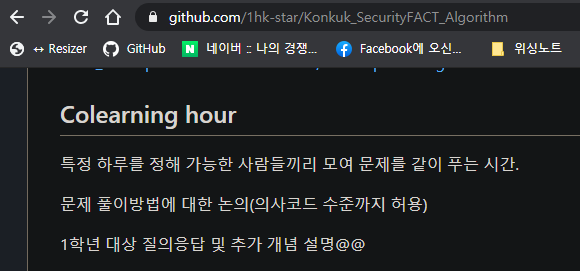 github.com/1hk-star/Konkuk_SecurityFACT_Algorithm
↔ Resizer GitHub 네이버 :: 나의 경쟁... Facebook에 오신... 위싱노트
Colearning hour
특정 하루를 정해 가능한 사람들끼리 모여 문제를 같이 푸는 시간.
문제 풀이방법에 대한 논의(의사코드 수준까지 허용)
1학년 대상 질의응답 및 추가 개념 설명@@